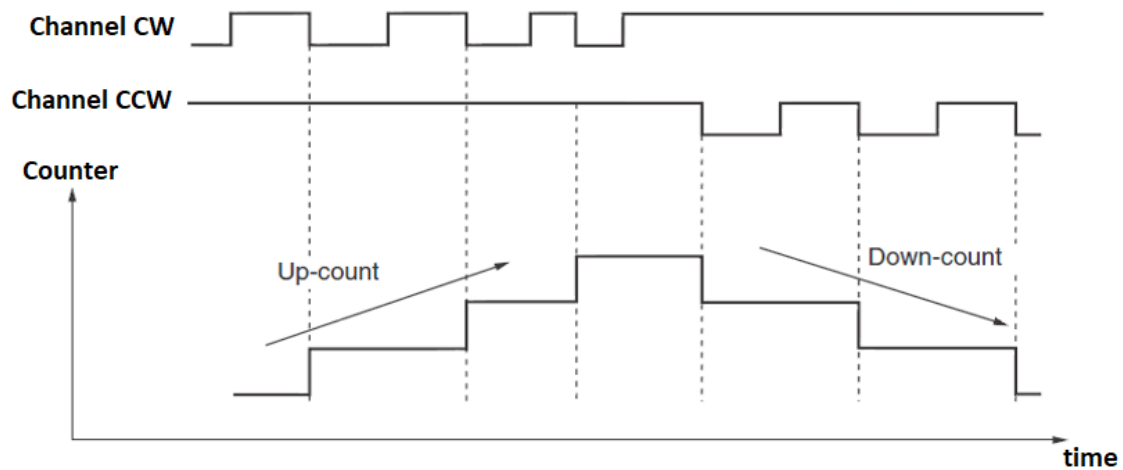 Channel CW
Channel CCW
Counter
Up-count
Down-count
time